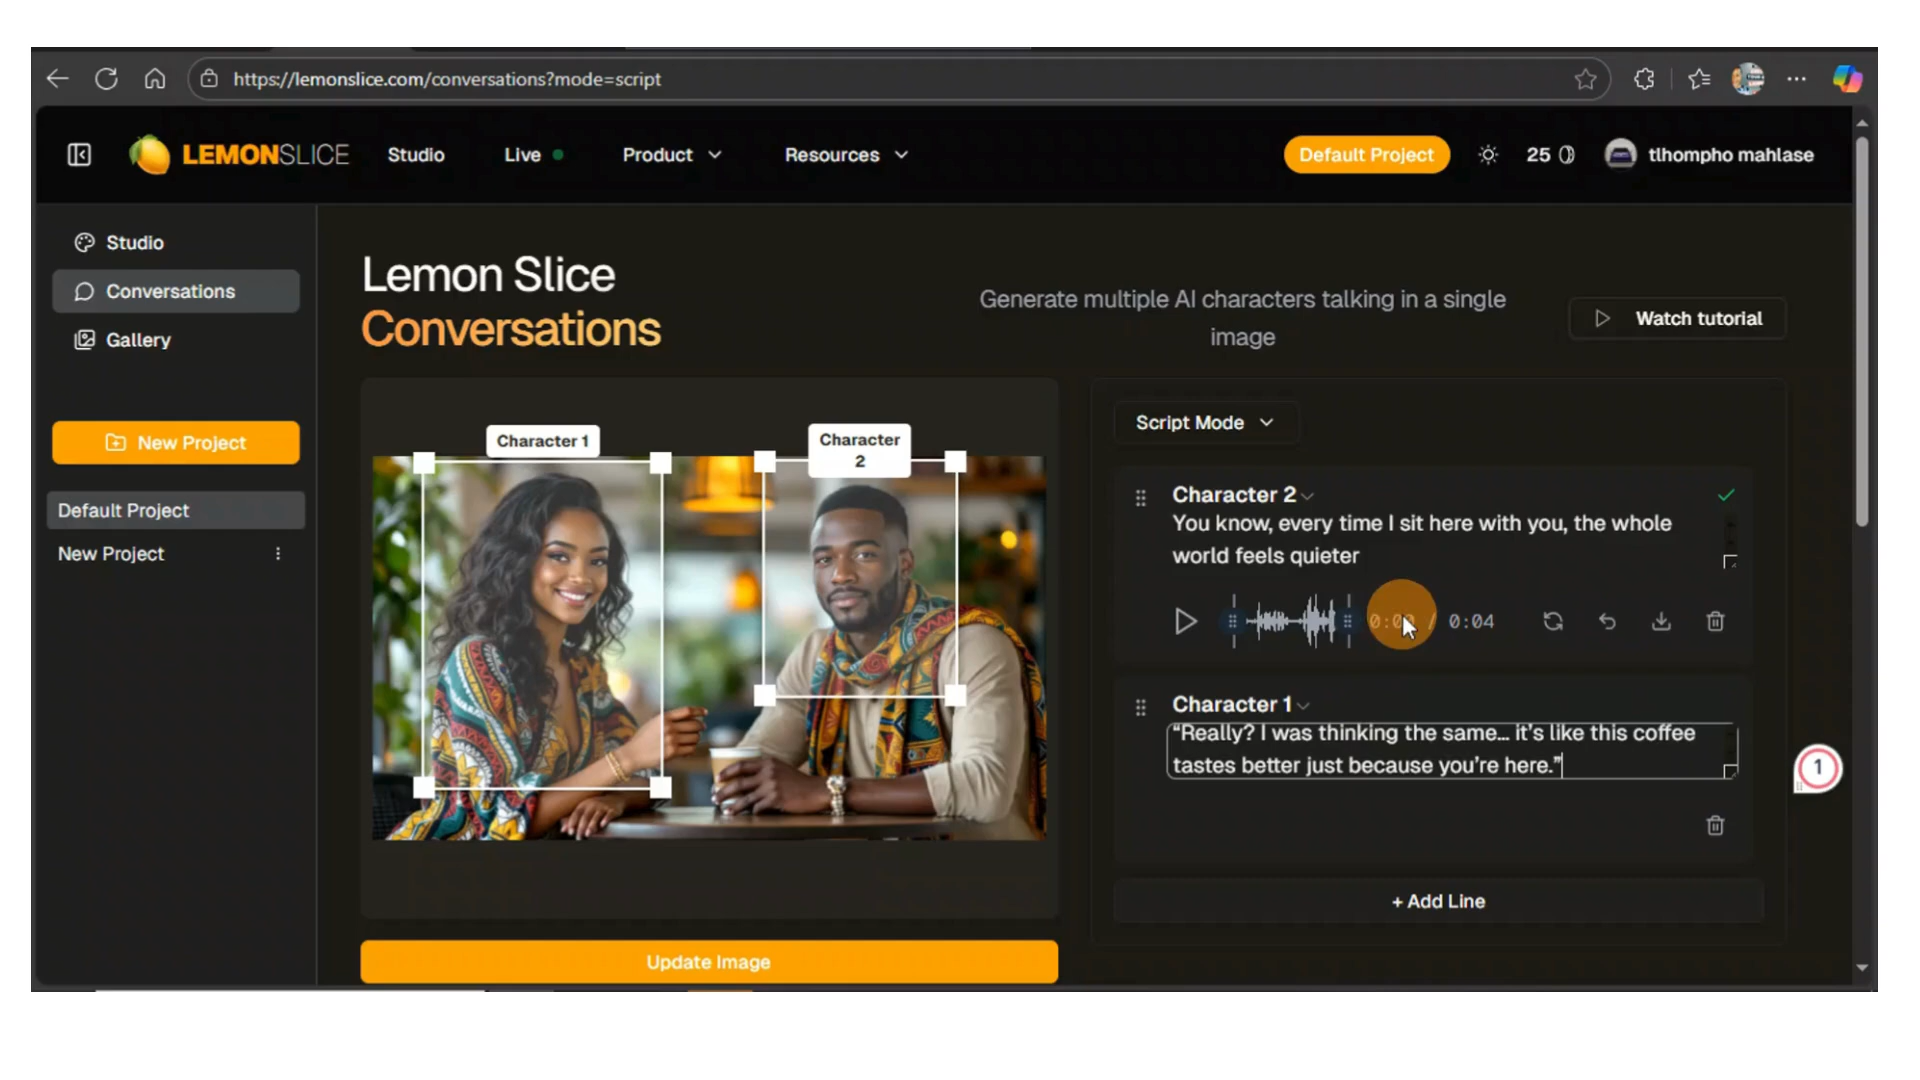 https://lemonslice.com/conversations?mode=script
LEMONSLICE
Studio
Live
Product
Resources
Default Project
25
tlhompho mahlase
Studio
Conversations
Gallery
New Project
Default Project
New Project
Lemon Slice
Conversations
Generate multiple AI characters talking in a single
image
Watch tutorial
Character 1
Character
2
Update Image
Script Mode
Character 2
You know, every time I sit here with you, the whole
world feels quieter
/ 0:04
Character 1
“Really? I was thinking the same... it’s like this coffee
tastes better just because you’re here.”
1
+ Add Line